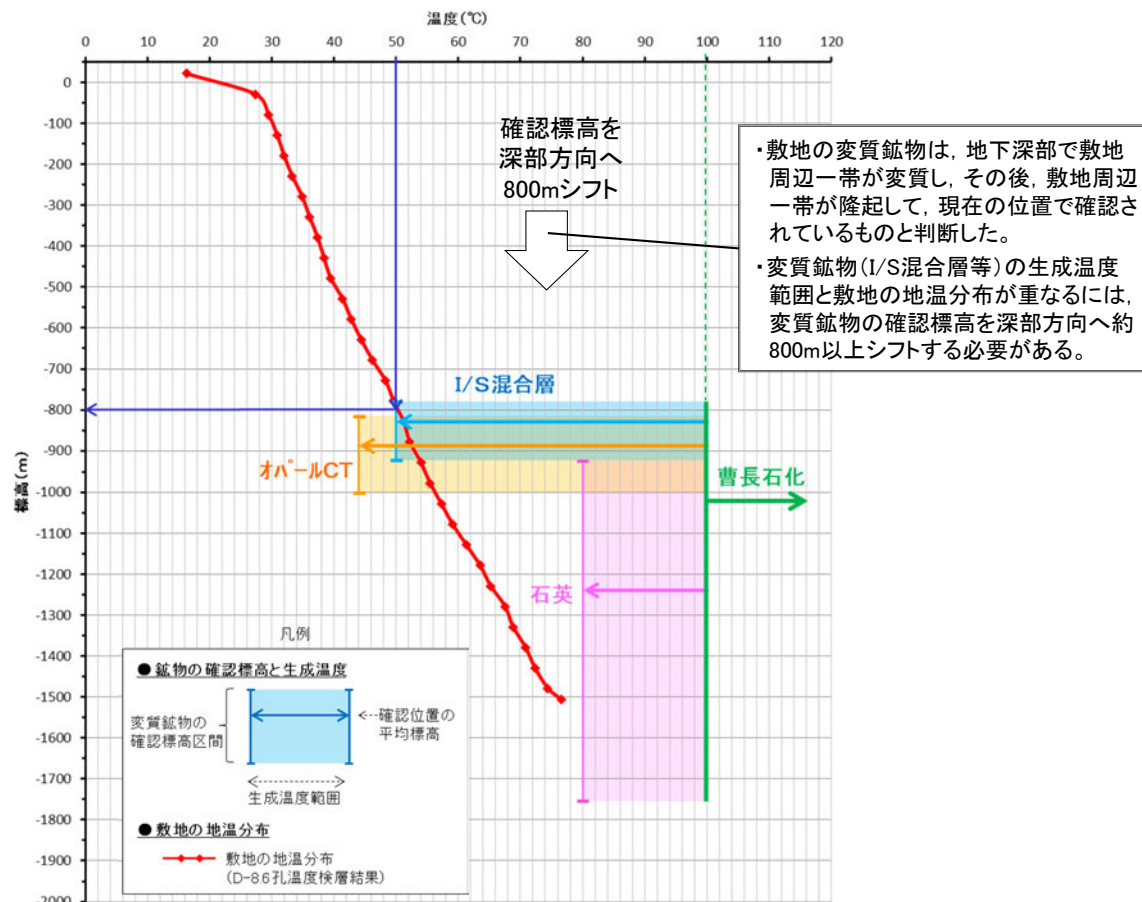 温度(℃)
0 10 20 30 40 50 60 70 80 90 100 110 120
0
-100
-200
-300
-400
-500
-600
-700
-800
-900
-1000
-1100
-1200
-1300
-1400
-1500
-1600
-1700
-1800
-1900
-2000
標高(m)
確認標高を
深部方向へ
800mシフト
・敷地の変質鉱物は，地下深部で敷地
周辺一帯が変質し，その後，敷地周辺
一帯が隆起して，現在の位置で確認さ
れているものと判断した。
・変質鉱物(I/S混合層等)の生成温度
範囲と敷地の地温分布が重なるには，
変質鉱物の確認標高を深部方向へ約
800m以上シフトする必要がある。
I/S混合層
オパールCT
曹長石化
石英
凡例
●鉱物の確認標高と生成温度
変質鉱物の
確認標高区間
確認位置の
平均標高
生成温度範囲
●敷地の地温分布
敷地の地温分布
(D-8.6孔温度検層結果)